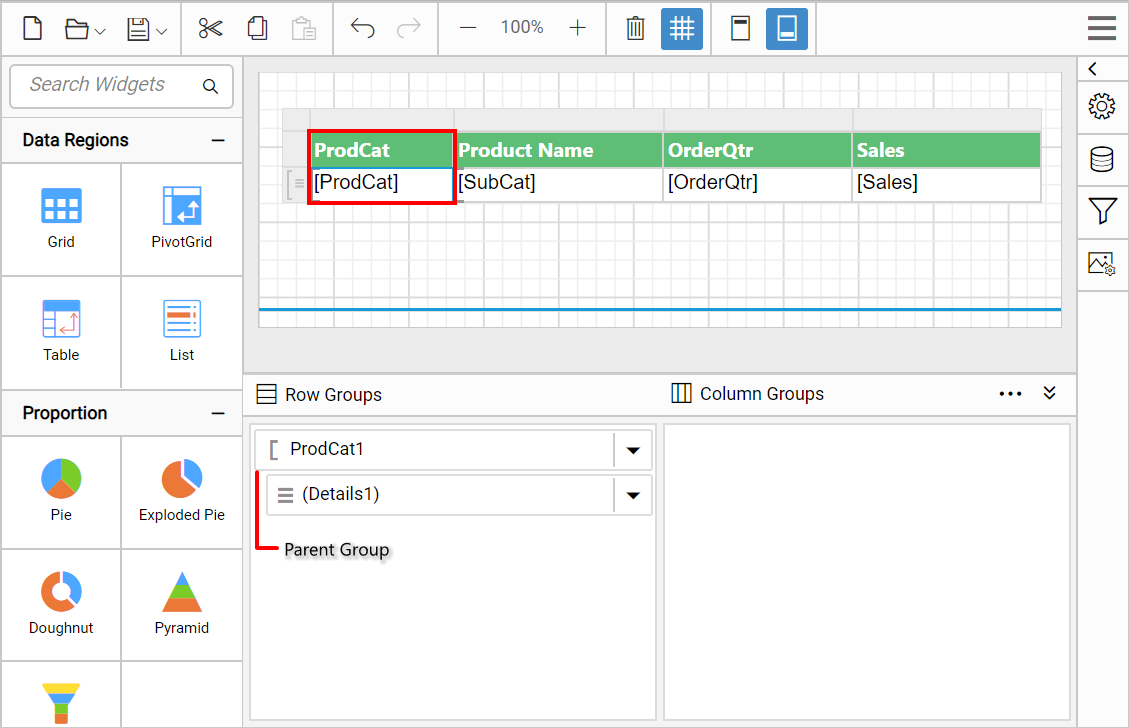 100%
Search Widgets
Data Regions
Grid
PivotGrid
Table
List
Proportion
Pie
Exploded Pie
Doughnut
Pyramid
ProdCat Product Name OrderQtr Sales
[ProdCat] [SubCat] [OrderQtr] [Sales]
Row Groups
Column Groups
ProdCat1
(Details1)
Parent Group